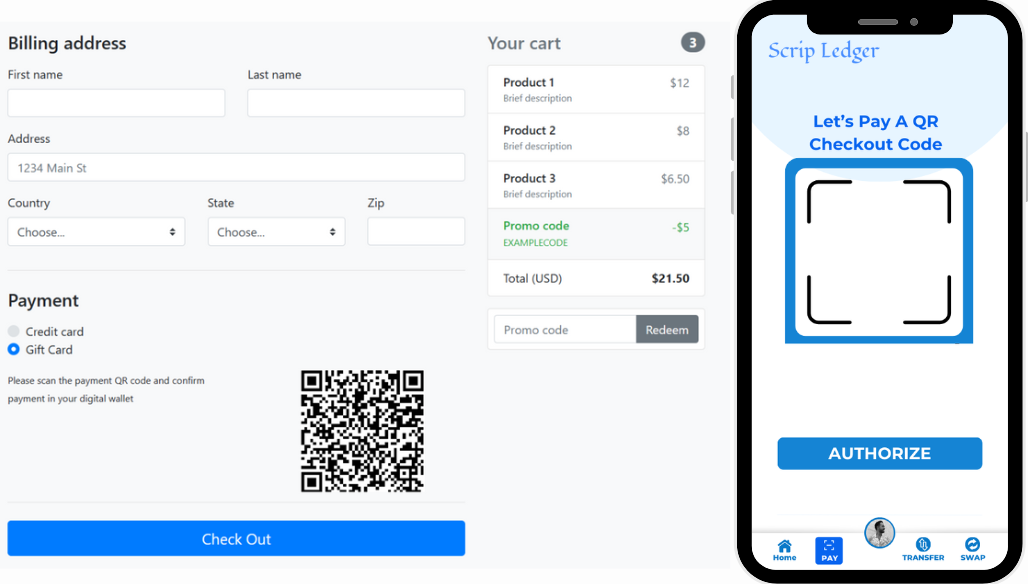 Billing address
First name
Last name
Address
1234 Main St
Country
State
Zip
Choose...
Choose...
Payment
Credit card
Gift Card
Please scan the payment QR code and confirm
payment in your digital wallet
Check Out
Your cart
3
Product 1
$12
Brief description
Product 2
$8
Brief description
Product 3
$6.50
Brief description
Promo code
-$5
EXAMPLECODE
Total (USD)
$21.50
Promo code
Redeem
Scrip Ledger
Let’s Pay A QR
Checkout Code
AUTHORIZE
Home
PAY
TRANSFER
SWAP